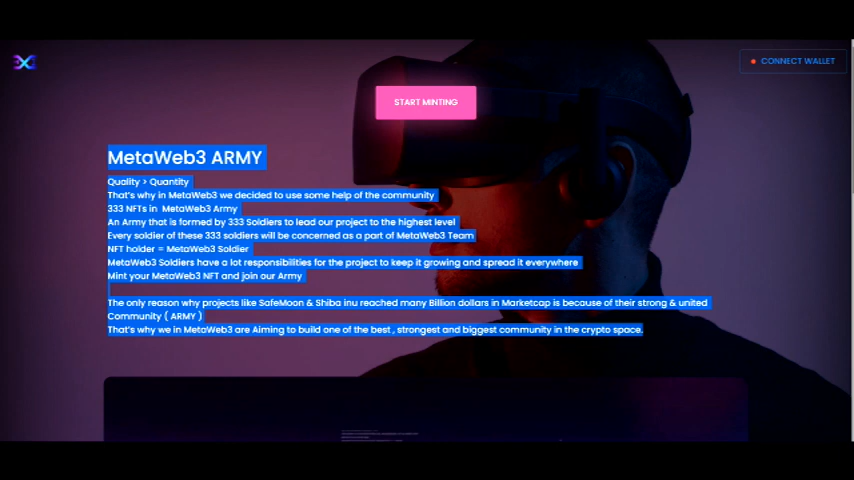 CONNECT WALLET
START MINTING
MetaWeb3 ARMY
Quality > Quantity
That's why in MetaWeb3 we decided to use some help of the community
333 NFTs in MetaWeb3 Army
An Army that is formed by 333 Soldiers to lead our project to the highest level
Every soldier of these 333 soldiers will be concerned as a part of MetaWeb3 Team
NFT holder = MetaWeb3 Soldier
MetaWeb3 Soldiers have a lot responsibilities for the project to keep it growing and spread it everywhere
Mint your MetaWeb3 NFT and join our Army
The only reason why projects like SafeMoon & Shiba inu reached many Billion dollars in Marketcap is because of their strong & united
Community ( ARMY )
That's why we in MetaWeb3 are Aiming to build one of the best , strongest and biggest community in the crypto space.